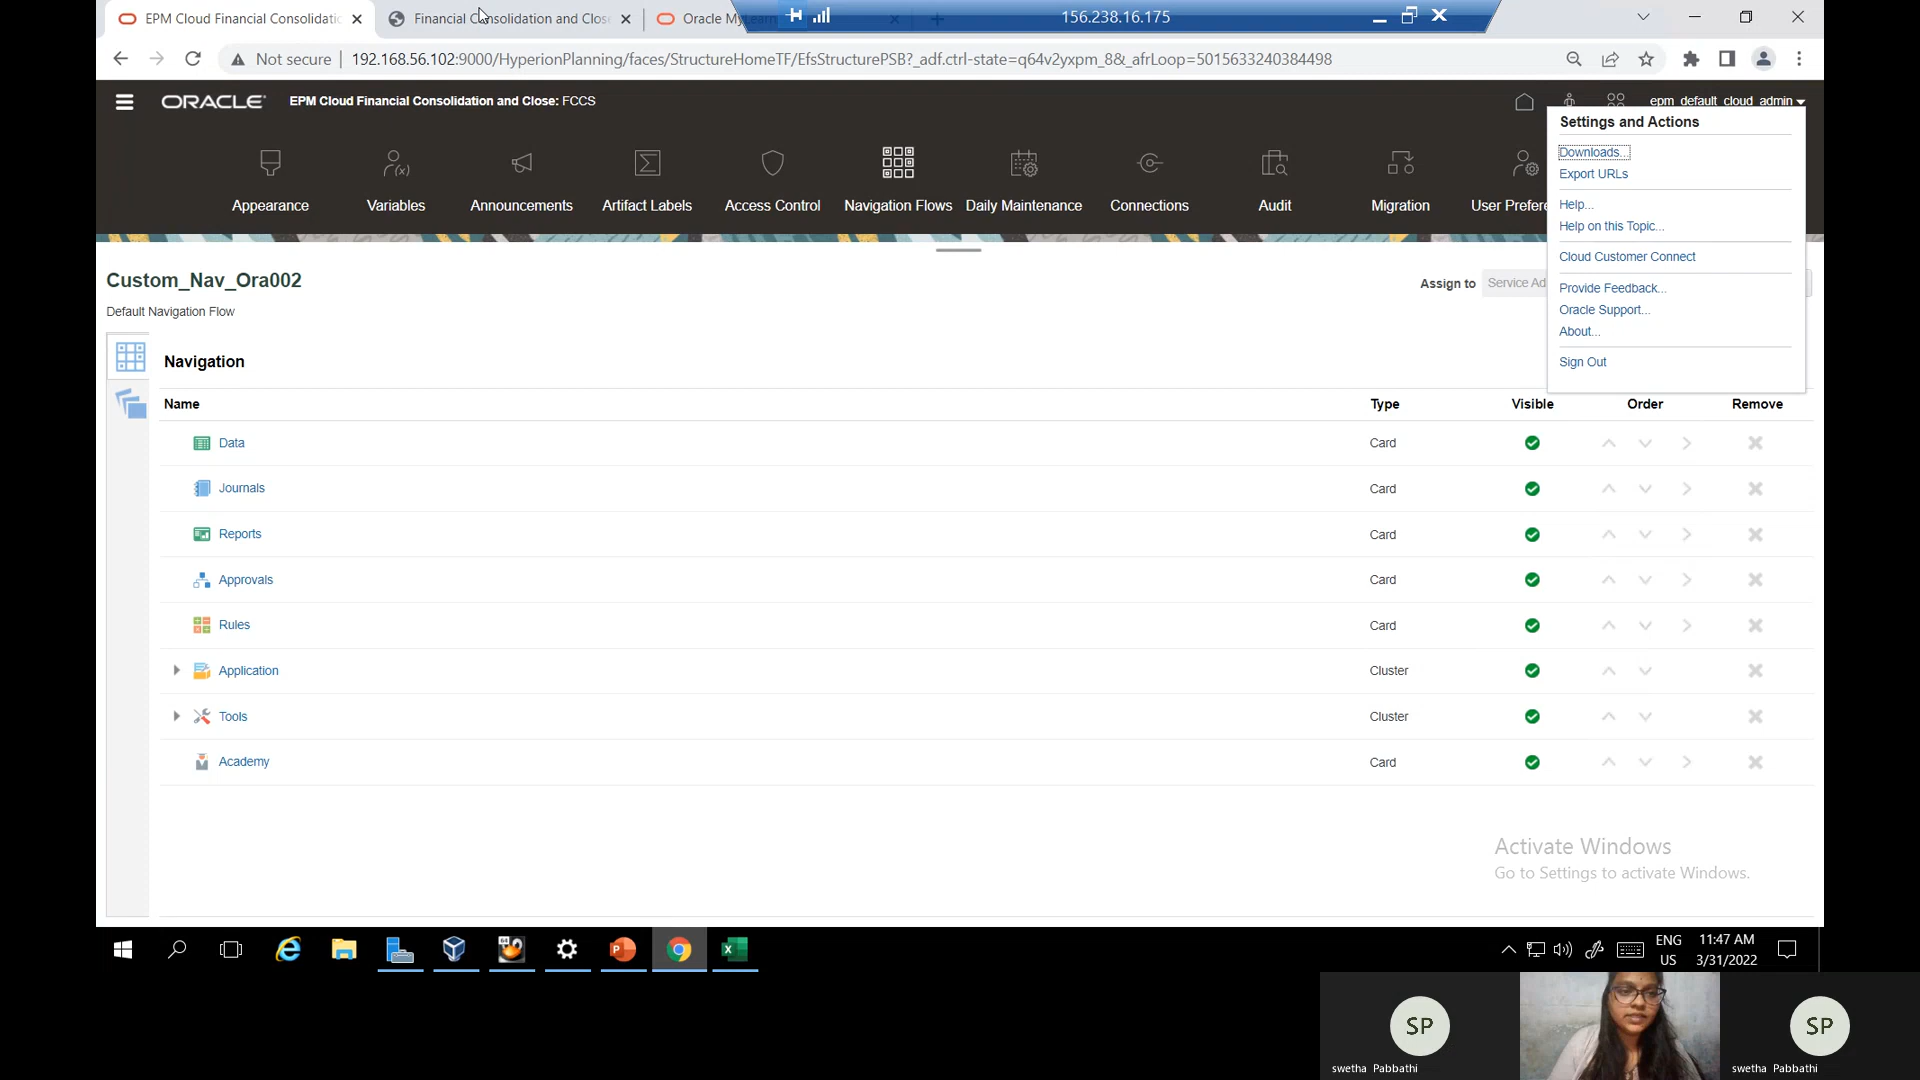 EPM Cloud Financial Consolidatio
Financial Consolidation and Close
Oracle MyLearn
156.238.16.175
Not secure
192.168.56.102:9000/HyperionPlanning/faces/StructureHomeTF/EfsStructurePSB?_adf.ctrl-state=q64v2yxpm_8&_afrLoop=5015633240384498
ORACLE
EPM Cloud Financial Consolidation and Close: FCCS
epm_default_cloud_admin
Appearance
Variables
Announcements
Artifact Labels
Access Control
Navigation Flows
Daily Maintenance
Connections
Audit
Migration
User Prefere
Settings and Actions
Downloads...
Export URLs
Help...
Help on this Topic...
Cloud Customer Connect
Provide Feedback...
Oracle Support...
About...
Sign Out
Custom_Nav_Ora002
Assign to
Service Ad
Default Navigation Flow
Navigation
Name Type Visible Order Remove
Data Card
Journals Card
Reports Card
Approvals Card
Rules Card
Application Cluster
Tools Cluster
Academy Card
Activate Windows
Go to Settings to activate Windows.
ENG
US
11:47 AM
3/31/2022
SP
swetha Pabbathi
SP
swetha Pabbathi